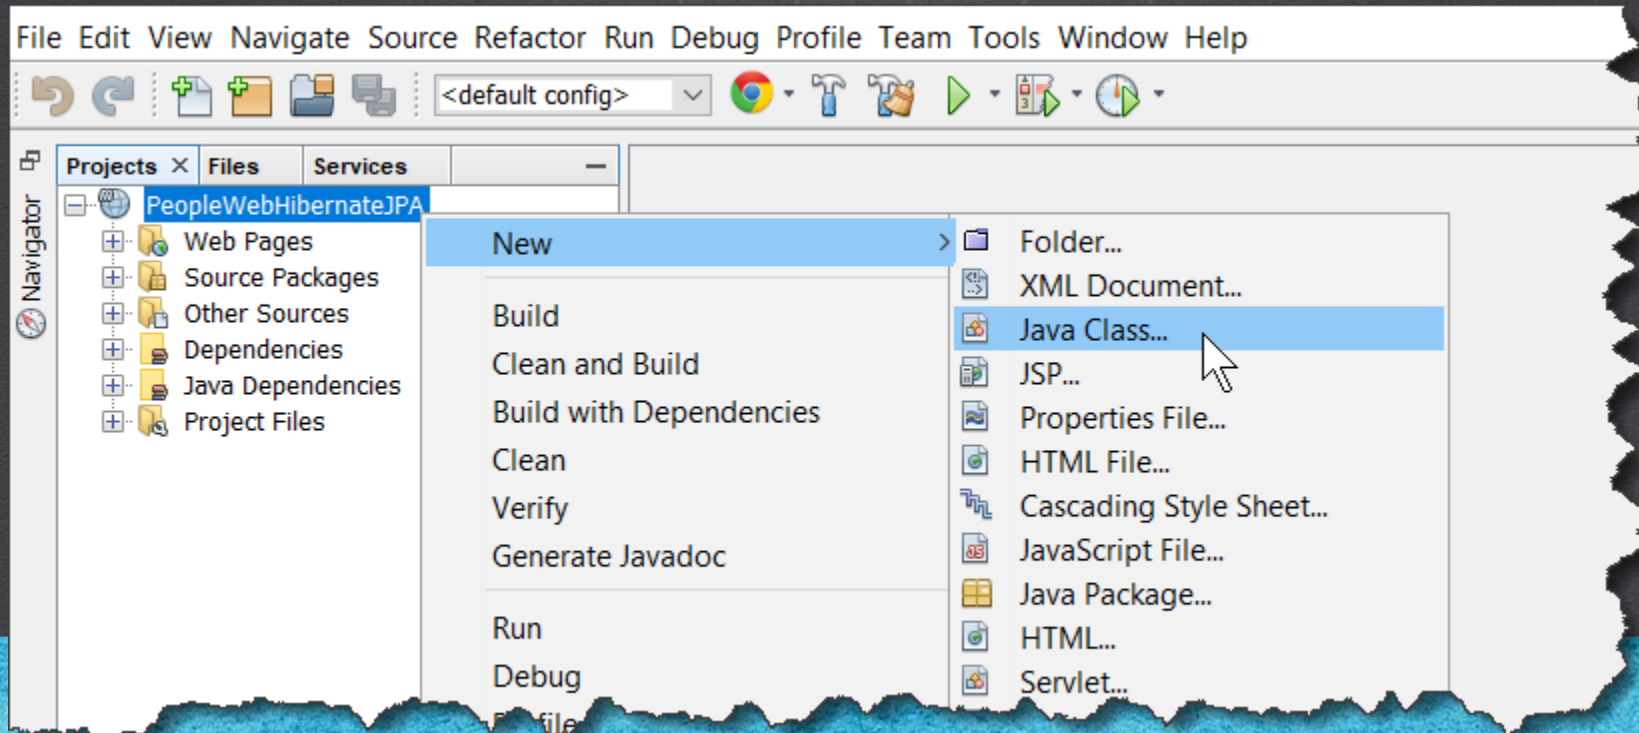 File Edit View Navigate Source Refactor Run Debug Profile Team Tools Window Help
<default config>
Projects Files Services
Navigator
PeopleWebHibernateJPA
Web Pages
Source Packages
Other Sources
Dependencies
Java Dependencies
Project Files
New
Build
Clean and Build
Build with Dependencies
Clean
Verify
Generate Javadoc
Run
Debug
Folder...
XML Document...
Java Class...
JSP...
Properties File...
HTML File...
Cascading Style Sheet...
JavaScript File...
Java Package...
HTML...
Servlet...